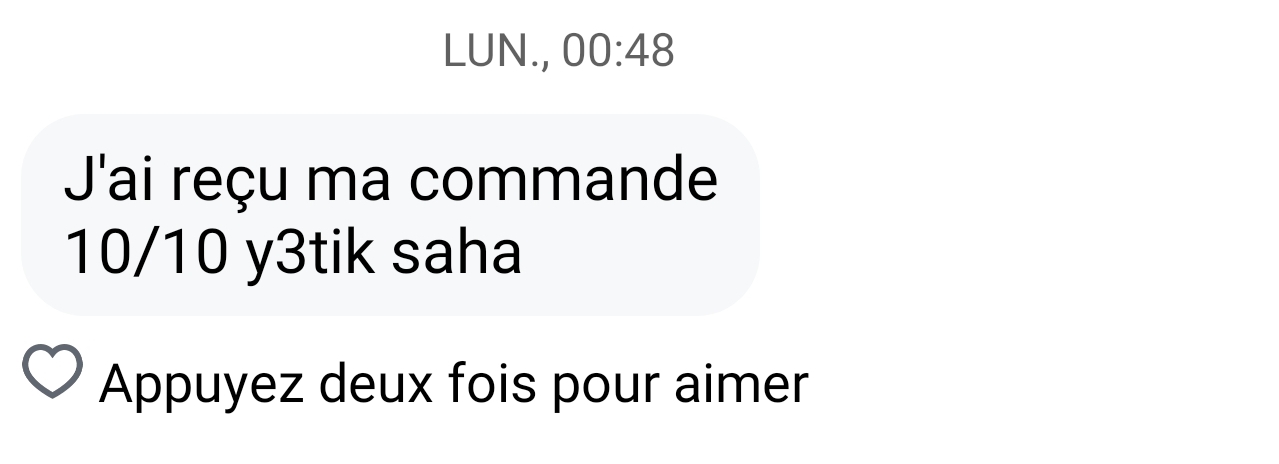 LUN., 00:48
J'ai reçu ma commande
10/10 y3tik saha
Appuyez deux fois pour aimer